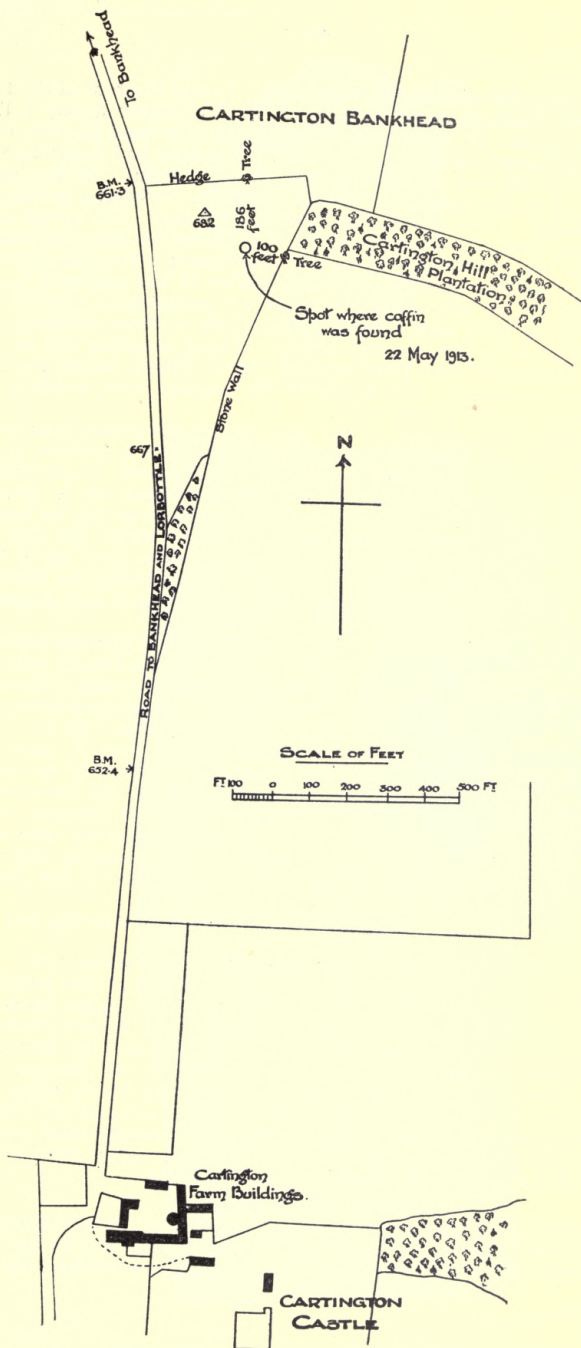 To Bankhead
CARTINGTON BANKHEAD
B.M.
661·3
Hedge
Tree
682
186
feet
100
feet
Tree
Cartington Hill
Plantation
Spot where coffin
was found
22 May 1913.
Stone Wall
667
N
ROAD TO BANKHEAD AND LORBOTTLE.
B.M.
652·4
SCALE OF FEET
FT 100 0 100 200 300 400 500 FT
Cartington
Farm Buildings.
CARTINGTON
CASTLE